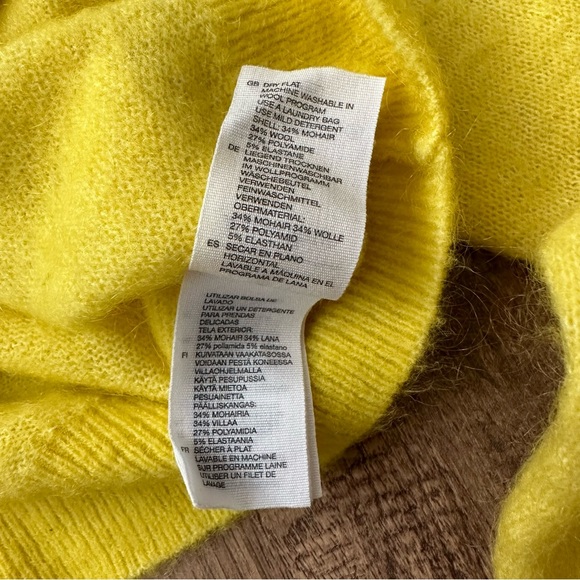 GB DRY FLAT
MACHINE WASHABLE IN
WOOL PROGRAM
USE A LAUNDRY BAG
USE MILD DETERGENT
SHELL: 34% MOHAIR
34% WOOL
27% POLYAMIDE
5% ELASTANE
DE LIEGEND TROCKNEN
MASCHINENWASCHBAR
IM WOLLPROGRAMM
WÄSCHEBEUTEL
VERWENDEN
FEINWASCHMITTEL
VERWENDEN
OBERMATERIAL:
34% MOHAIR 34% WOLLE
27% POLYAMID
5% ELASTHAN
ES SECAR EN PLANO
HORIZONTAL
LAVABLE A MÁQUINA EN EL
PROGRAMA DE LANA
UTILIZAR BOLSA DE
LAVADO
UTILIZAR UN DETERGENTE
PARA PRENDAS
DELICADAS
TELA EXTERIOR:
34% MOHAIR 34% LANA
27% poliamida 5% elastano
FI KUIVATAAN VAAKATASOSSA
VOIDAAN PESTÄ KONEESSA
VILLAOHJELMALLA
KÄYTÄ PESUPUSSIA
KÄYTÄ MIETOA
PESUAINETTA
PÄÄLLISKANGAS:
34% MOHAIRIA
34% VILLAA
27% POLYAMIDIA
5% ELASTAANIA
FR SÉCHER À PLAT
LAVABLE EN MACHINE
SUR PROGRAMME LAINE
UTILISER UN FILET DE
LAVAGE